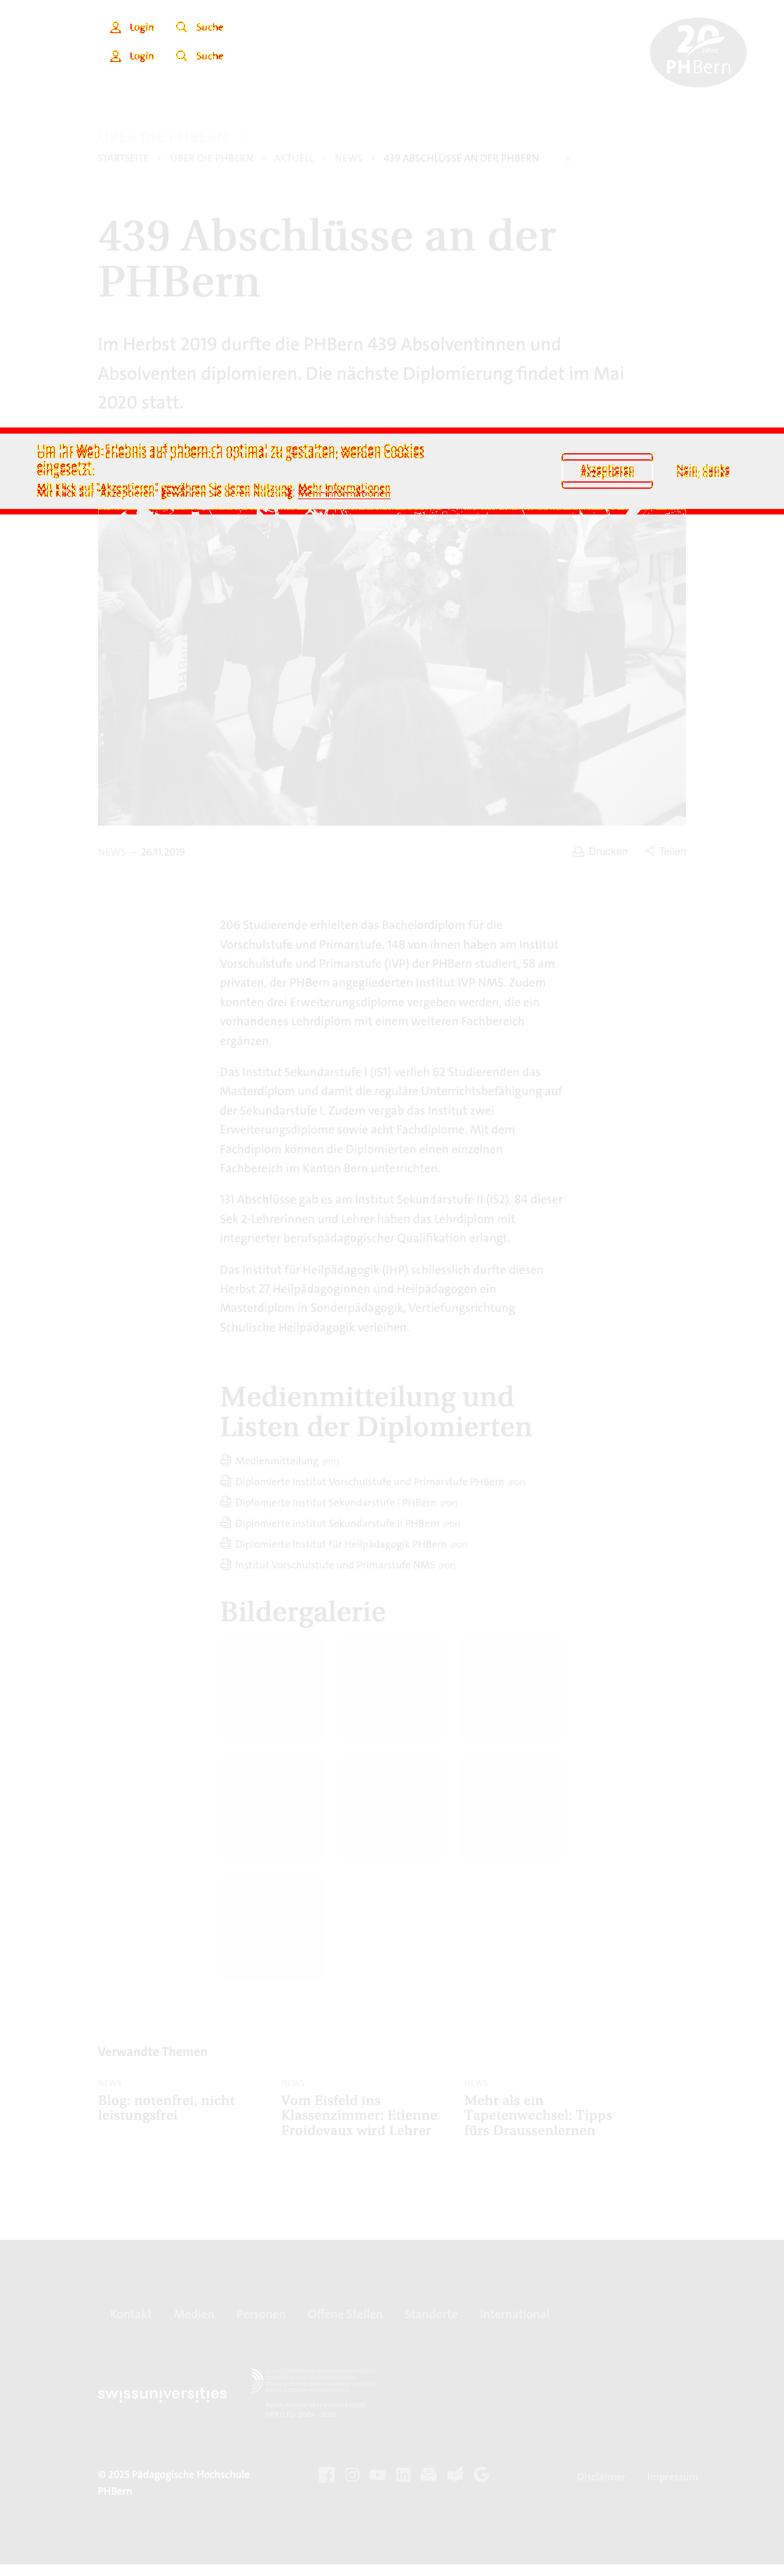 Login Suche
Login Suche
20 Jahre
PHBern
ÜBER DIE PHBERN
STARTSEITE > ÜBER DIE PHBERN > AKTUELL > NEWS > 439 ABSCHLÜSSE AN DER PHBERN
439 Abschlüsse an der
PHBern
Im Herbst 2019 durfte die PHBern 439 Absolventinnen und
Absolventen diplomieren. Die nächste Diplomierung findet im Mai
2020 statt.
Um Ihr Web-Erlebnis auf phbern.ch optimal zu gestalten, werden Cookies
eingesetzt.
Mit Klick auf "Akzeptieren" gewähren Sie deren Nutzung. Mehr Informationen
Akzeptieren Nein, danke
NEWS — 26.11.2019 Drucken Teilen
206 Studierende erhielten das Bachelordiplom für die
Vorschulstufe und Primarstufe. 148 von ihnen haben am Institut
Vorschulstufe und Primarstufe (IVP) der PHBern studiert, 58 am
privaten, der PHBern angegliederten Institut IVP NMS. Zudem
konnten drei Erweiterungsdiplome vergeben werden, die ein
vorhandenes Lehrdiplom mit einem weiteren Fachbereich
ergänzen.
Das Institut Sekundarstufe I (IS1) verlieh 62 Studierenden das
Masterdiplom und damit die reguläre Unterrichtsbefähigung auf
der Sekundarstufe I. Zudem vergab das Institut zwei
Erweiterungsdiplome sowie acht Fachdiplome. Mit dem
Fachdiplom können die Diplomierten einen einzelnen
Fachbereich im Kanton Bern unterrichten.
131 Abschlüsse gab es am Institut Sekundarstufe II (IS2). 84 dieser
Sek 2-Lehrerinnen und Lehrer haben das Lehrdiplom mit
integrierter berufspädagogischer Qualifikation erlangt.
Das Institut für Heilpädagogik (IHP) schliesslich durfte diesen
Herbst 27 Heilpädagoginnen und Heilpädagogen ein
Masterdiplom in Sonderpädagogik, Vertiefungsrichtung
Schulische Heilpädagogik verleihen.
Medienmitteilung und
Listen der Diplomierten
Medienmitteilung (PDF)
Diplomierte Institut Vorschulstufe und Primarstufe PHBern (PDF)
Diplomierte Institut Sekundarstufe I PHBern (PDF)
Diplomierte Institut Sekundarstufe II PHBern (PDF)
Diplomierte Institut für Heilpädagogik PHBern (PDF)
Institut Vorschulstufe und Primarstufe NMS (PDF)
Bildergalerie
Verwandte Themen
NEWS NEWS NEWS
Blog: notenfrei, nicht
leistungsfrei
Vom Eisfeld ins
Klassenzimmer: Etienne
Froidevaux wird Lehrer
Mehr als ein
Tapetenwechsel: Tipps
fürs Draussenlernen
Kontakt Medien Personen Offene Stellen Standorte International
swissuniversities
© 2025 Pädagogische Hochschule
PHBern
Disclaimer Impressum